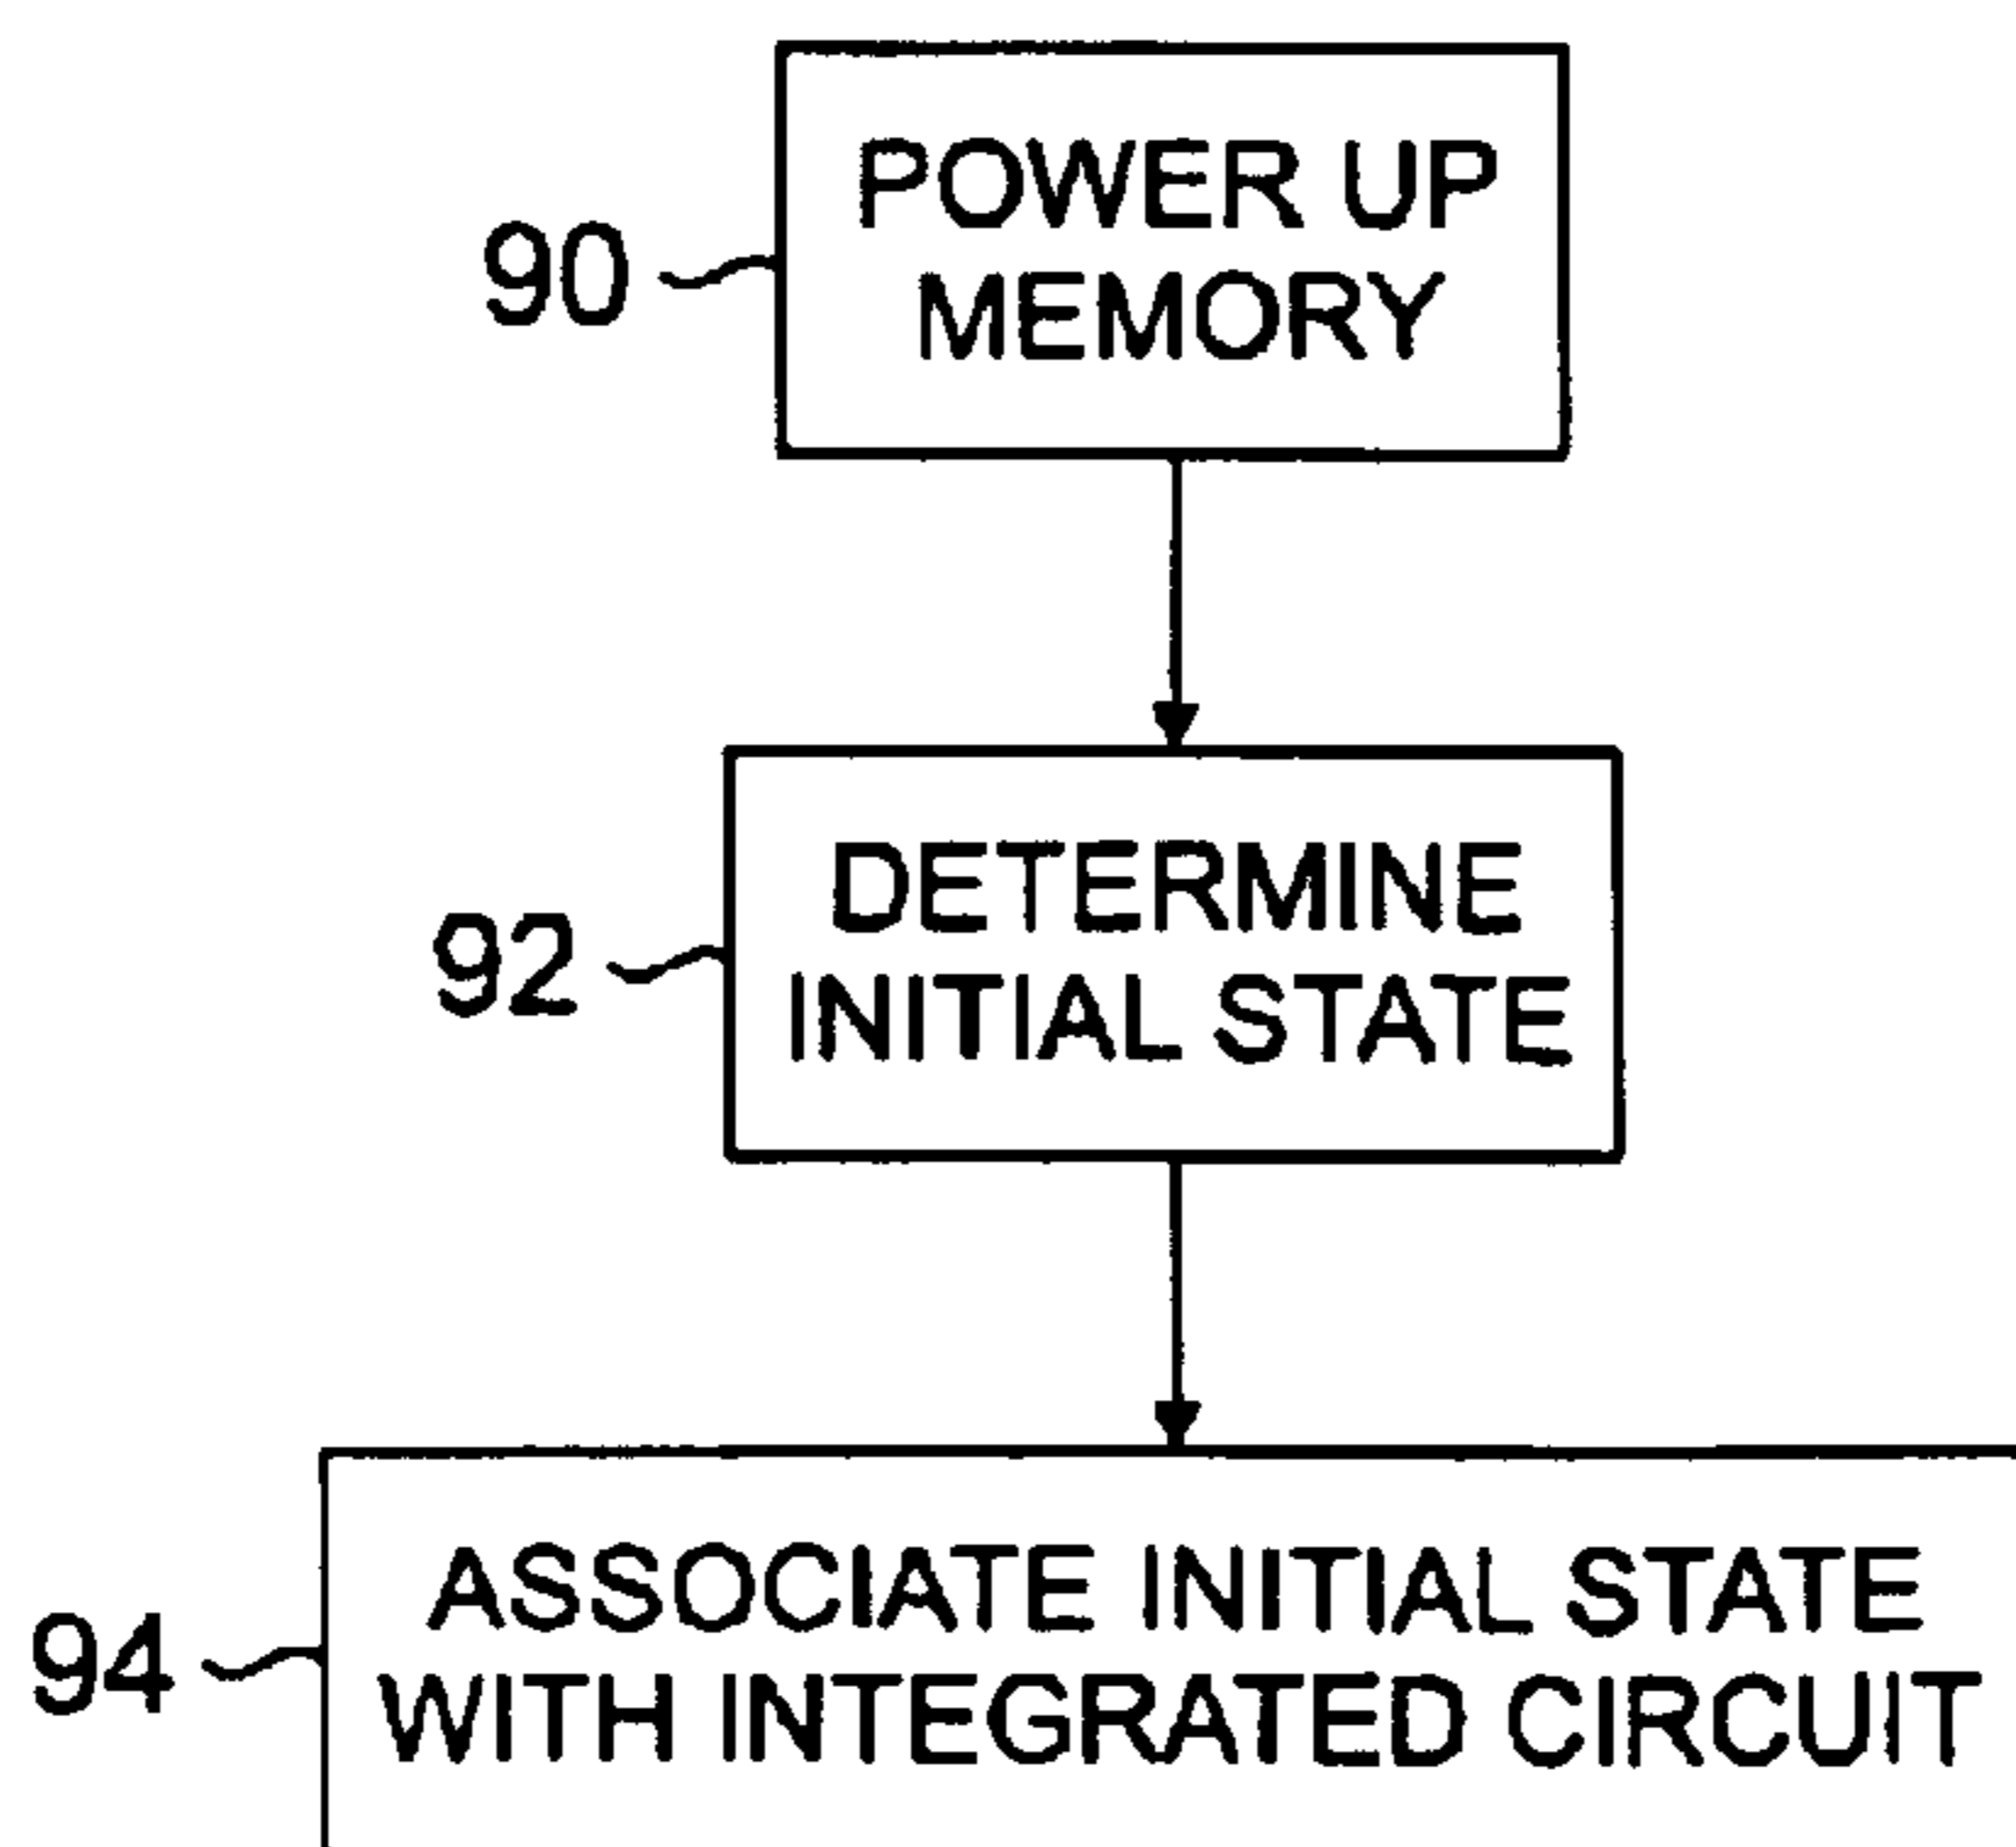 90
POWER UP
MEMORY
92
DETERMINE
INITIAL STATE
94
ASSOCIATE INITIAL STATE
WITH INTEGRATED CIRCUIT